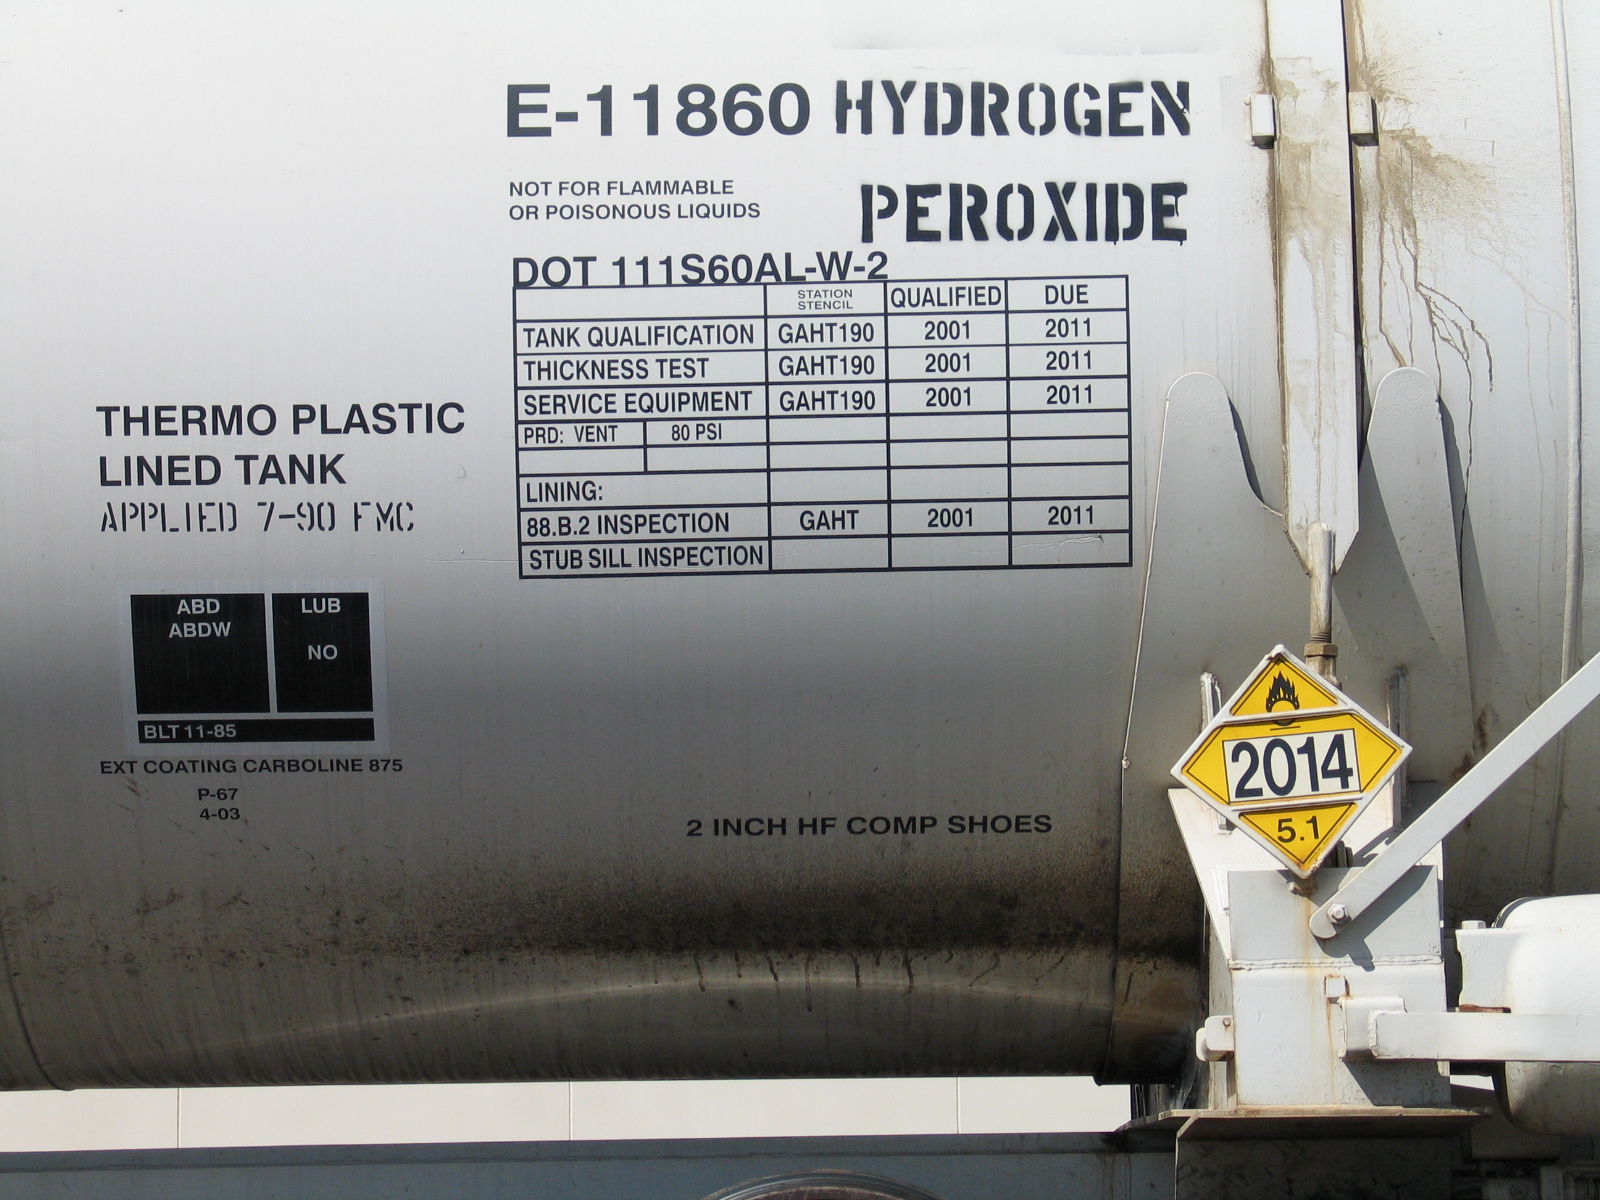 E-11860 HYDROGEN
PEROXIDE
NOT FOR FLAMMABLE
OR POISONOUS LIQUIDS
DOT 111S60AL-W-2
STATION STENCIL QUALIFIED DUE
TANK QUALIFICATION GAHT190 2001 2011
THICKNESS TEST GAHT190 2001 2011
SERVICE EQUIPMENT GAHT190 2001 2011
PRD: VENT 80 PSI
LINING:
88.B.2 INSPECTION GAHT 2001 2011
STUB SILL INSPECTION
THERMO PLASTIC
LINED TANK
APPLIED 7-90 FMC
ABD LUB
ABDW
NO
BLT 11-85
EXT COATING CARBOLINE 875
P-67
4-03
2 INCH HF COMP SHOES
2014
5.1